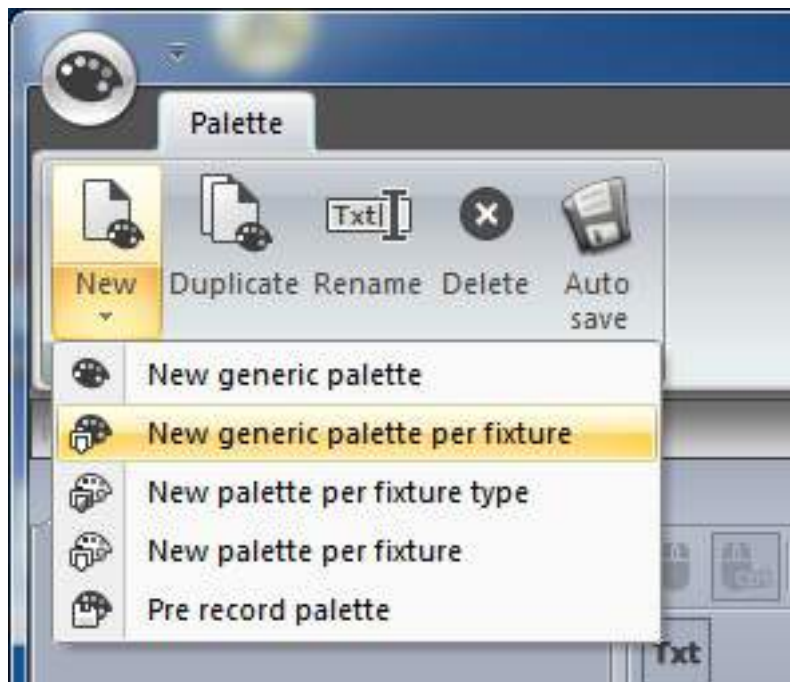 Palette
Txt
New Duplicate Rename Delete Auto save
New generic palette
New generic palette per fixture
New palette per fixture type
New palette per fixture
Pre record palette
Txt